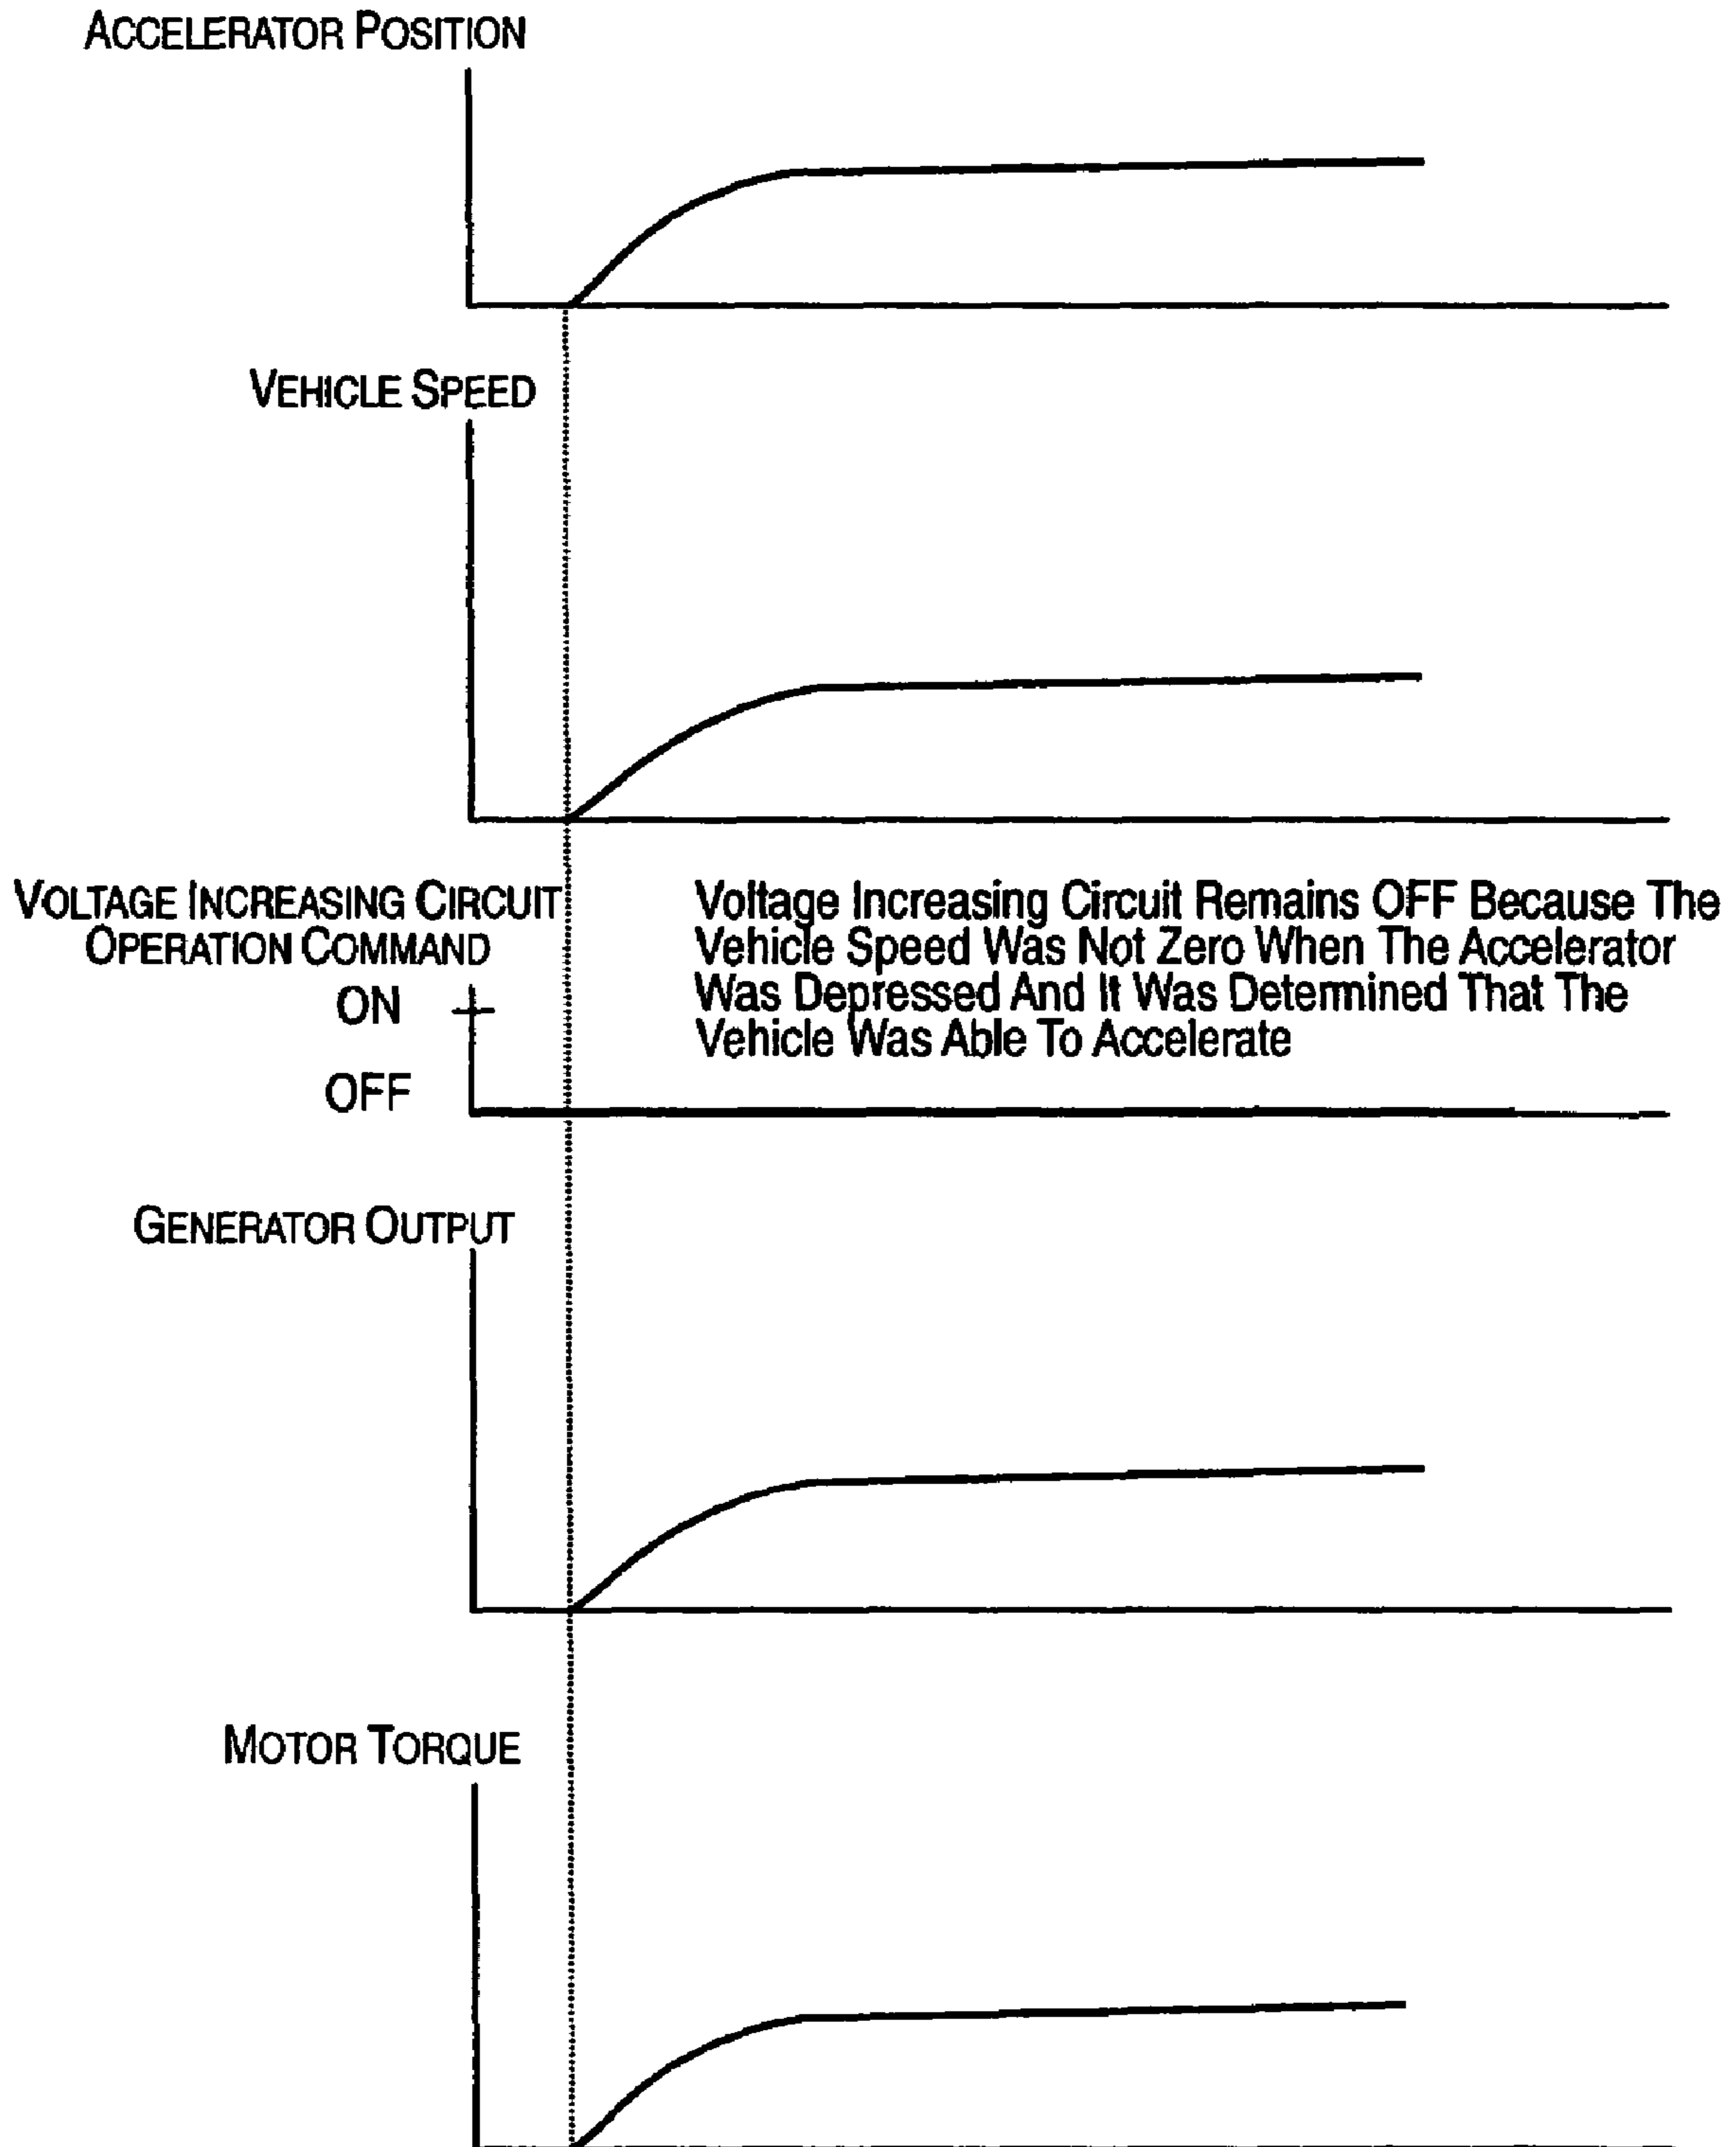 ACCELERATOR POSITION
VEHICLE SPEED
VOLTAGE INCREASING CIRCUIT
OPERATION COMMAND
ON
OFF
Voltage Increasing Circuit Remains OFF Because The
Vehicle Speed Was Not Zero When The Accelerator
Was Depressed And It Was Determined That The
Vehicle Was Able To Accelerate
GENERATOR OUTPUT
MOTOR TORQUE